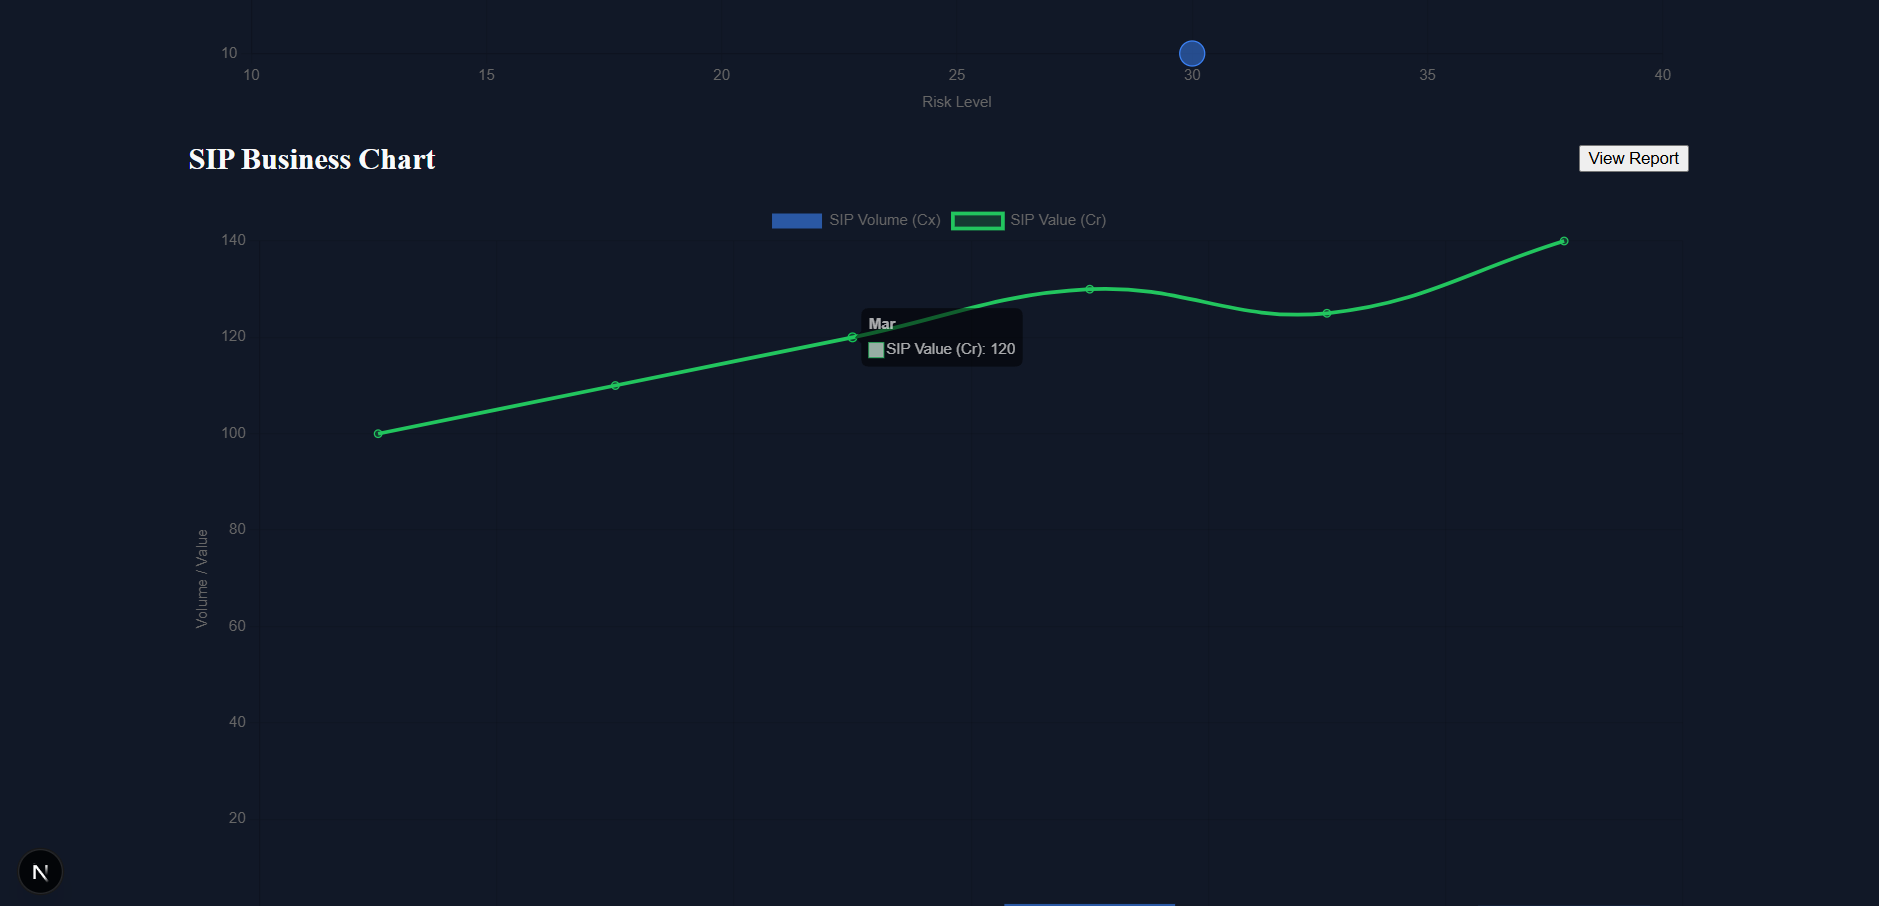 10
10 15 20 25 30 35 40
Risk Level
SIP Business Chart
View Report
SIP Volume (Cx) SIP Value (Cr)
140
Mar
120
SIP Value (Cr): 120
100
80
Volume / Value
60
40
20
N